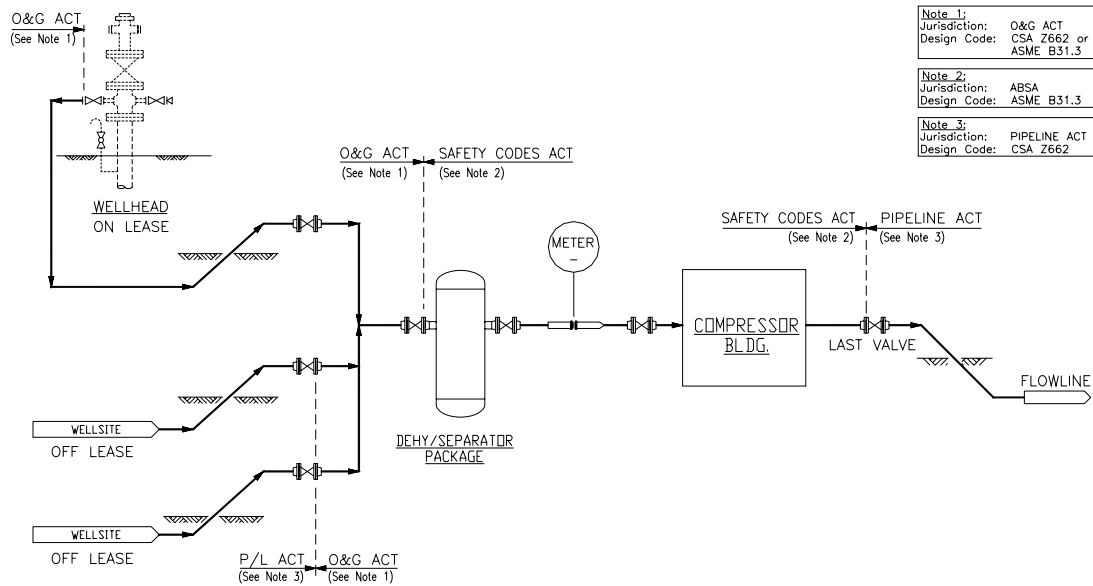 O&G ACT
(See Note 1)
WELLHEAD
ON LEASE
Note 1:
Jurisdiction: O&G ACT
Design Code: CSA Z662 or
ASME B31.3
Note 2:
Jurisdiction: ABSA
Design Code: ASME B31.3
Note 3:
Jurisdiction: PIPELINE ACT
Design Code: CSA Z662
O&G ACT SAFETY CODES ACT
(See Note 1) (See Note 2)
METER
-
SAFETY CODES ACT PIPELINE ACT
(See Note 2) (See Note 3)
COMPRESSOR
BLDG.
LAST VALVE
FLOWLINE
DEHY/SEPARATOR
PACKAGE
WELLSITE
OFF LEASE
WELLSITE
OFF LEASE
P/L ACT O&G ACT
(See Note 3) (See Note 1)